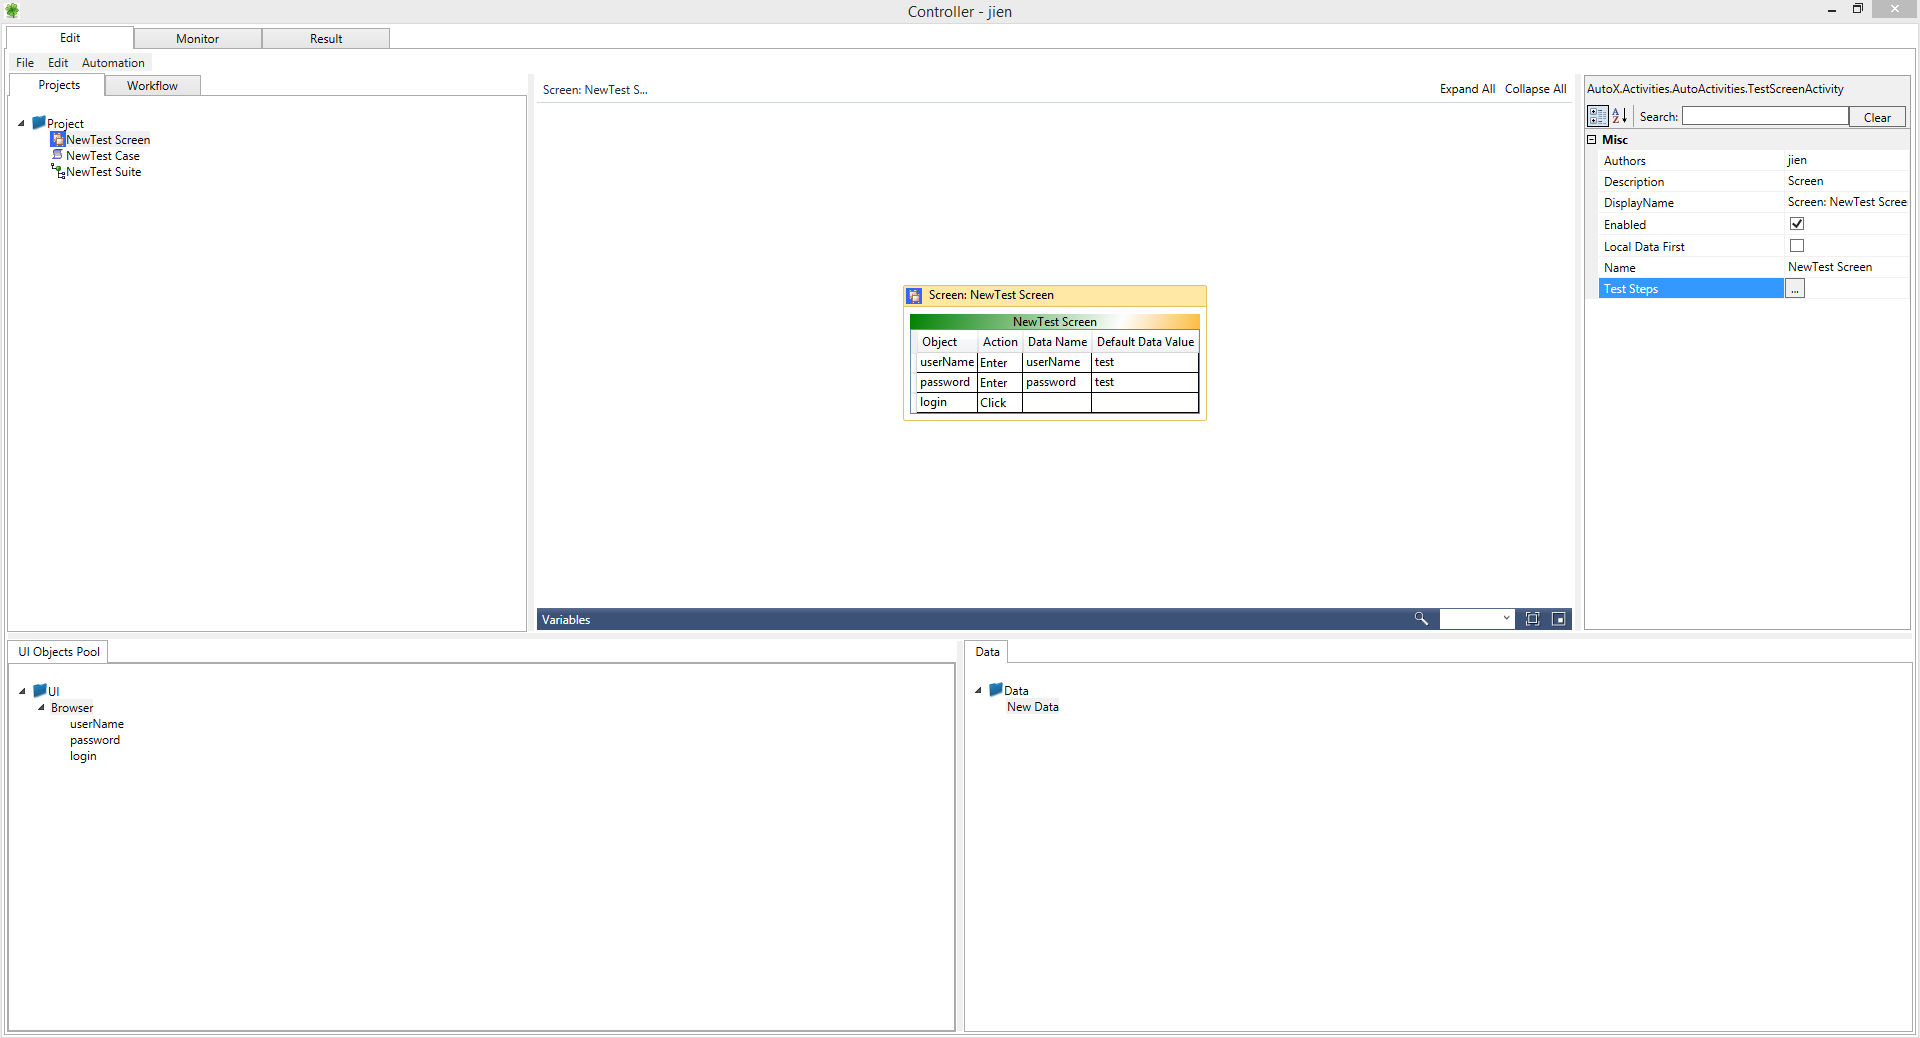 Controller - jien
Edit Monitor Result
File Edit Automation
Projects Workflow
Project
NewTest Screen
NewTest Case
NewTest Suite
Screen: NewTest S... Expand All Collapse All
Screen: NewTest Screen
NewTest Screen
Object Action Data Name Default Data Value
userName Enter userName test
password Enter password test
login Click
Variables
AutoX.Activities.AutoActivities.TestScreenActivity
Search: Clear
Misc
Authors jien
Description Screen
DisplayName Screen: NewTest Scree
Enabled
Local Data First
Name NewTest Screen
Test Steps ...
UI Objects Pool
UI
Browser
userName
password
login
Data
Data
New Data